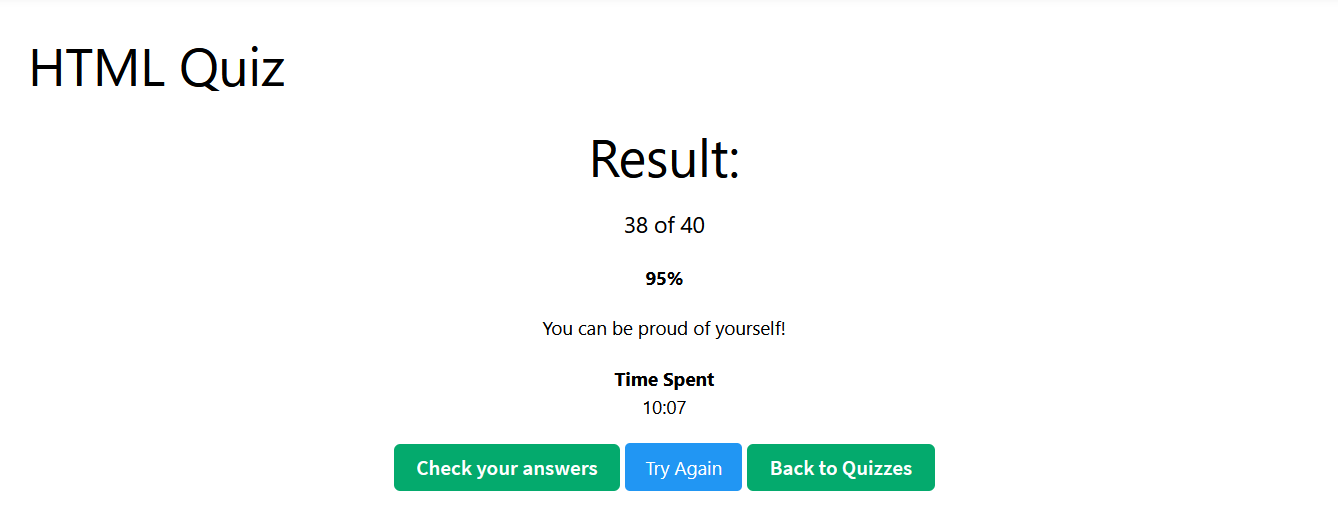 HTML Quiz
Result:
38 of 40
95%
You can be proud of yourself!
Time Spent
10:07
Check your answers Try Again Back to Quizzes